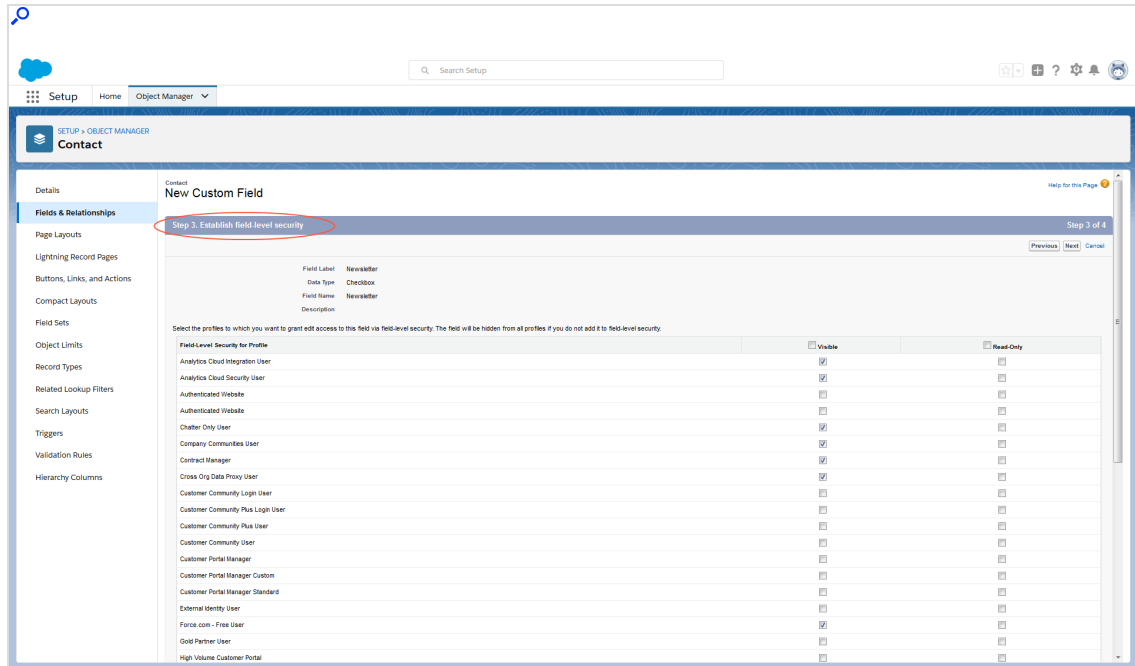 Search Setup
Setup Home Object Manager
SETUP > OBJECT MANAGER
Contact
Details
Fields & Relationships
Page Layouts
Lightning Record Pages
Buttons, Links, and Actions
Compact Layouts
Field Sets
Object Limits
Record Types
Related Lookup Filters
Search Layouts
Triggers
Validation Rules
Hierarchy Columns
Contact
New Custom Field
Help for this Page ?
Step 3. Establish field-level security Step 3 of 4
Previous Next Cancel
Field Label Newsletter
Data Type Checkbox
Field Name Newsletter
Description
Select the profiles to which you want to grant edit access to this field via field-level security. The field will be hidden from all profiles if you do not add it to field-level security.
Field-Level Security for Profile Visible Read-Only
Analytics Cloud Integration User
Analytics Cloud Security User
Authenticated Website
Authenticated Website
Chatter Only User
Company Communities User
Contract Manager
Cross Org Data Proxy User
Customer Community Login User
Customer Community Plus Login User
Customer Community Plus User
Customer Community User
Customer Portal Manager
Customer Portal Manager Custom
Customer Portal Manager Standard
External Identity User
Force.com - Free User
Gold Partner User
High Volume Customer Portal